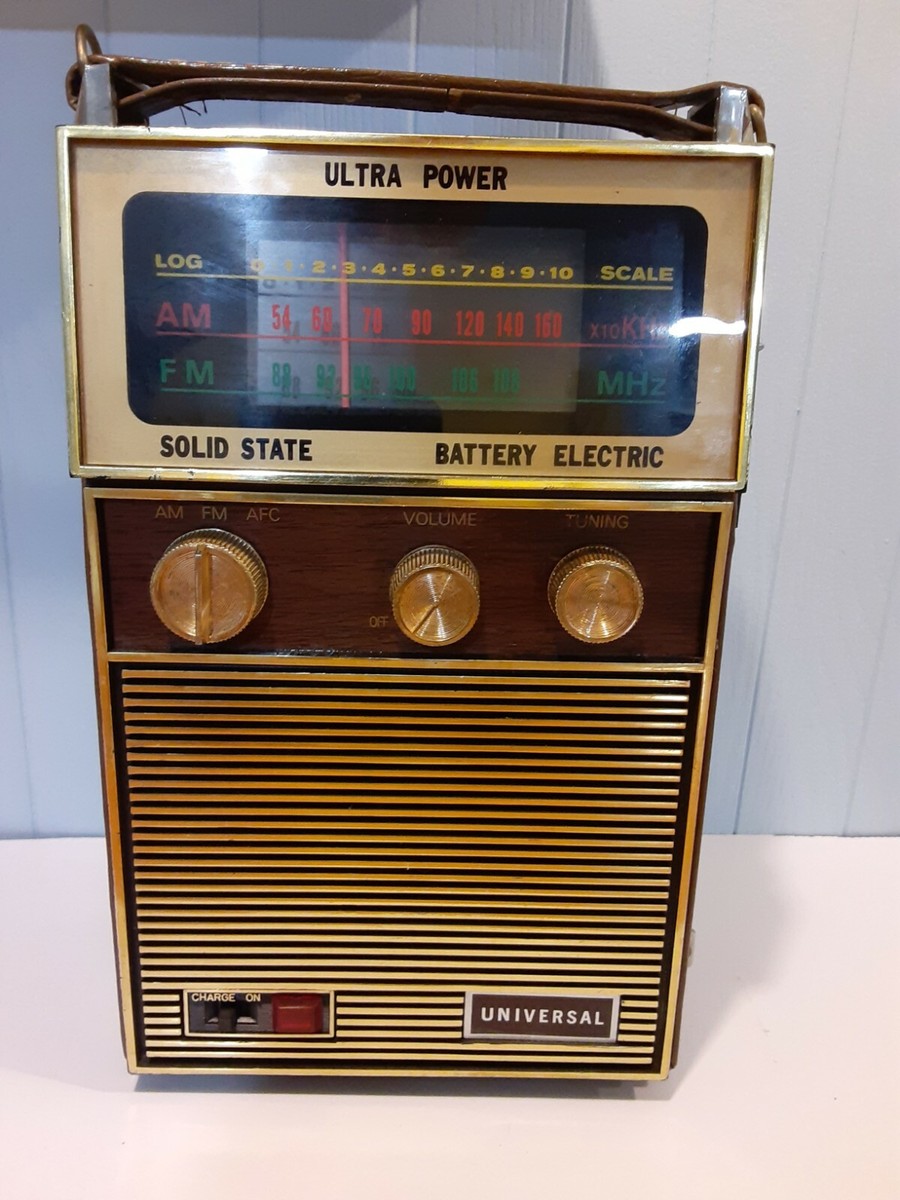 ULTRA POWER
LOG 0·1·2·3·4·5·6·7·8·9·10 SCALE
AM 54 60 70 90 120 140 160 x10KHz
FM 88 92 96 100 106 108 MHz
SOLID STATE BATTERY ELECTRIC
AM FM AFC VOLUME TUNING
OFF
CHARGE ON
UNIVERSAL